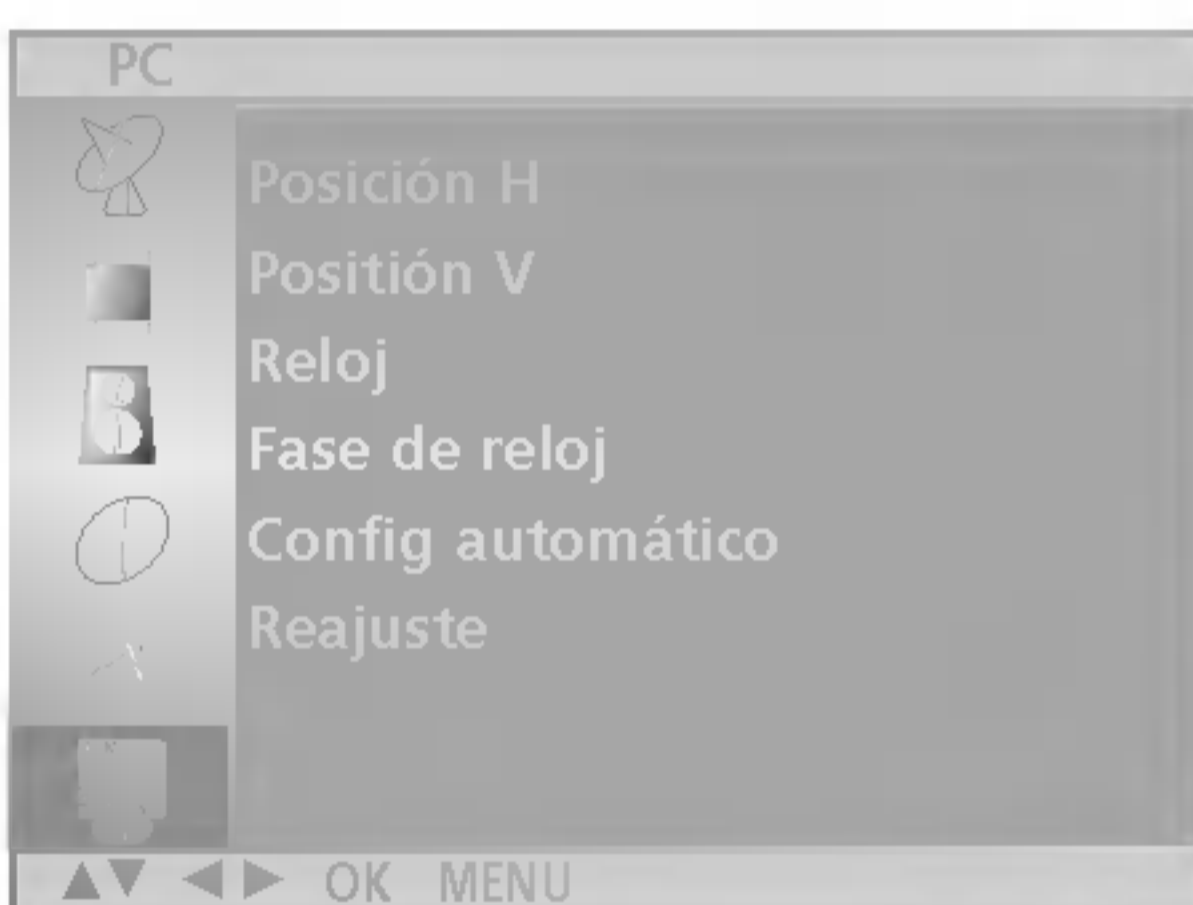 PC
Posición H
Positión V
Reloj
Fase de reloj
Config automático
Reajuste
▲▼ ◀▶ OK MENU